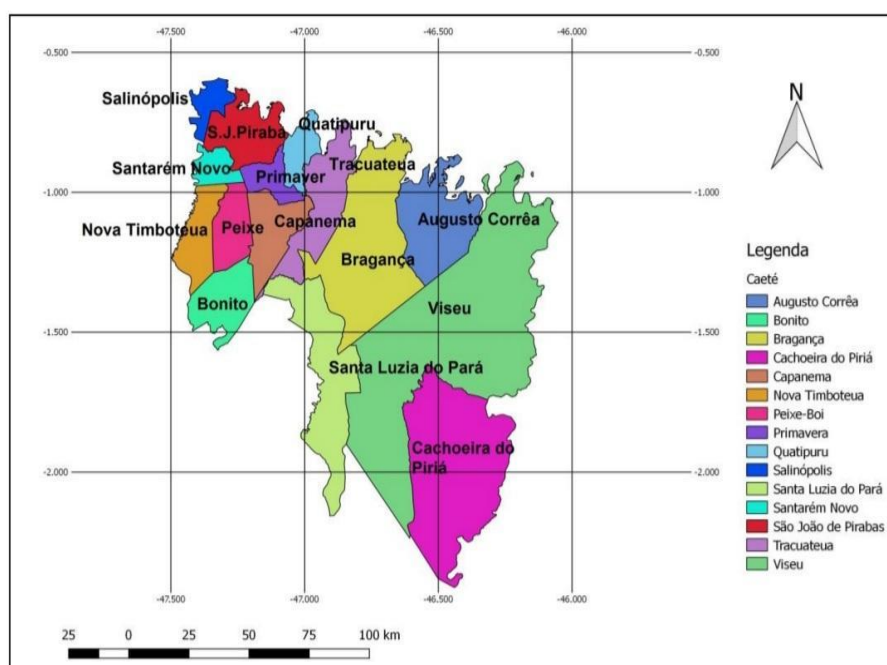 -47.500
-47.000
-46.500
-46.000
-0.500
-0.500
Salinópolis
S.J.Piraba
Quatipuru
N
Santarém Novo
Primaver
Tracuateua
-1.000
-1.000
Nova Timboteua
Peixe
Capanema
Augusto Corrêa
Bragança
Bonito
Viseu
-1.500
-1.500
Santa Luzia do Pará
Cachoeira do
Piriá
-2.000
-2.000
-47.500
-47.000
-46.500
-46.000
Legenda
Caeté
Augusto Corrêa
Bonito
Bragança
Cachoeira do Piriá
Capanema
Nova Timboteua
Peixe-Boi
Primavera
Quatipuru
Salinópolis
Santa Luzia do Pará
Santarém Novo
São João de Pirabas
Tracuateua
Viseu
25 0 25 50 75 100 km